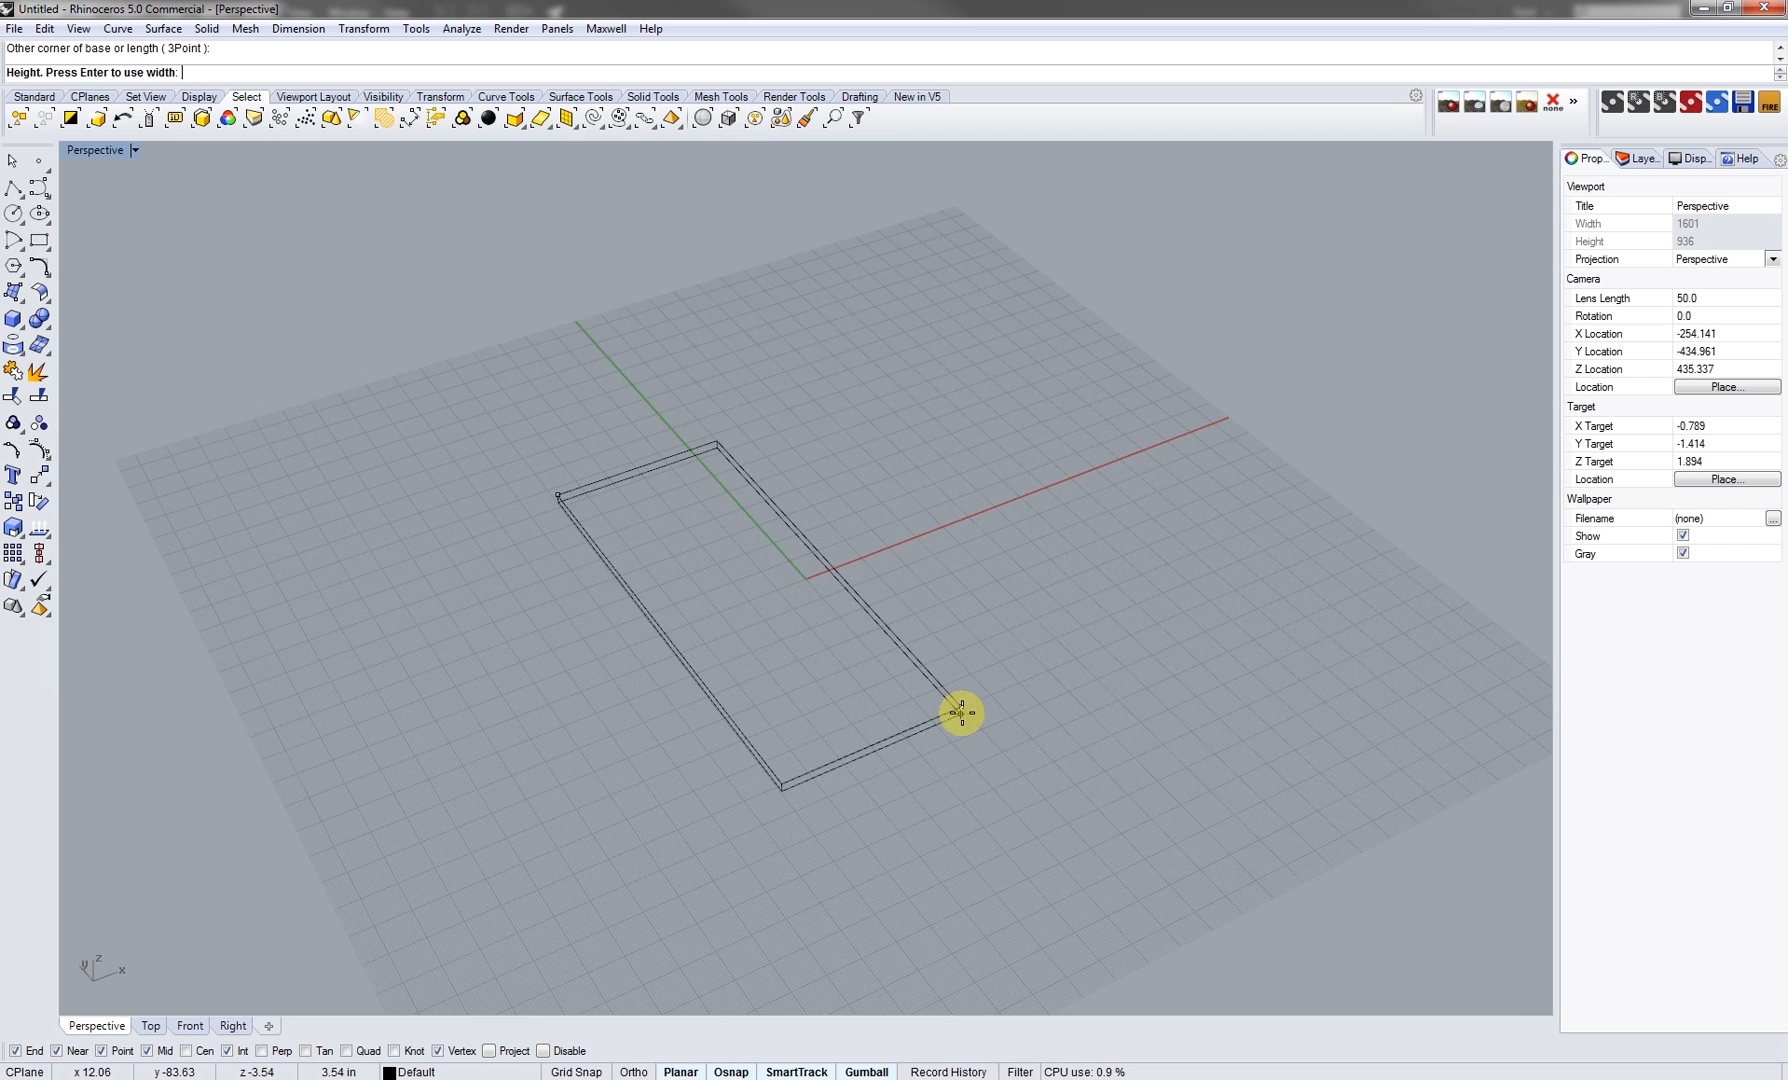 Untitled - Rhinoceros 5.0 Commercial - [Perspective]
File Edit View Curve Surface Solid Mesh Dimension Transform Tools Analyze Render Panels Maxwell Help
Other corner of base or length ( 3Point ):
Height. Press Enter to use width:
Standard CPlanes Set View Display Select Viewport Layout Visibility Transform Curve Tools Surface Tools Solid Tools Mesh Tools Render Tools Drafting New in V5
none » FIRE
Perspective
Prop... Laye... Disp... Help
Viewport
Title Perspective
Width 1601
Height 936
Projection Perspective
Camera
Lens Length 50.0
Rotation 0.0
X Location -254.141
Y Location -434.961
Z Location 435.337
Location Place...
Target
X Target -0.789
Y Target -1.414
Z Target 1.894
Location Place...
Wallpaper
Filename (none) ...
Show
Gray
z
y
x
Perspective Top Front Right
End Near Point Mid Cen Int Perp Tan Quad Knot Vertex Project Disable
CPlane x 12.06 y -83.63 z -3.54 3.54 in Default Grid Snap Ortho Planar Osnap SmartTrack Gumball Record History Filter CPU use: 0.9 %